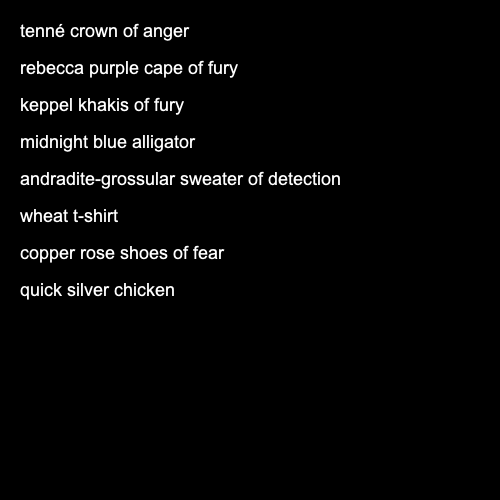 tenné crown of anger
rebecca purple cape of fury
keppel khakis of fury
midnight blue alligator
andradite-grossular sweater of detection
wheat t-shirt
copper rose shoes of fear
quick silver chicken